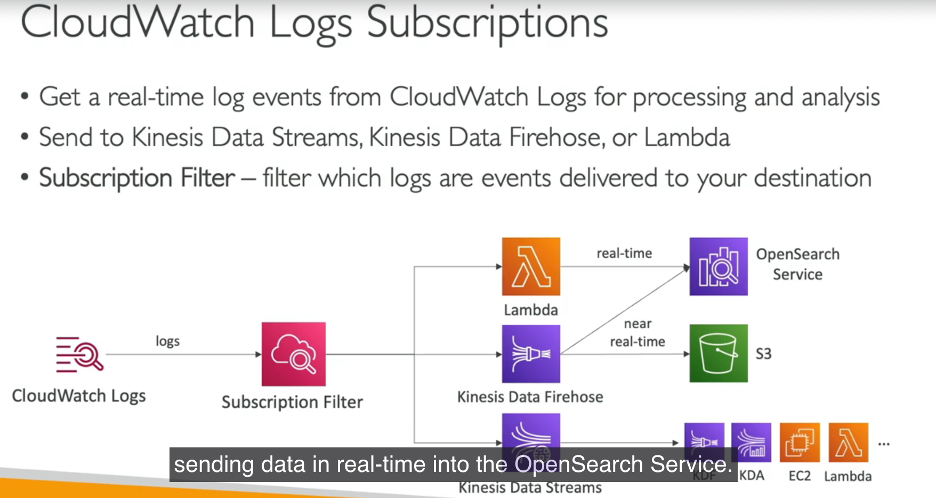 CloudWatch Logs Subscriptions
• Get a real-time log events from CloudWatch Logs for processing and analysis
• Send to Kinesis Data Streams, Kinesis Data Firehose, or Lambda
• Subscription Filter – filter which logs are events delivered to your destination
real-time
OpenSearch
Service
Lambda
near
real-time
logs
S3
CloudWatch Logs
Subscription Filter
Kinesis Data Firehose
...
sending data in real-time into the OpenSearch Service.
KDF
KDA
EC2
Lambda
Kinesis Data Streams